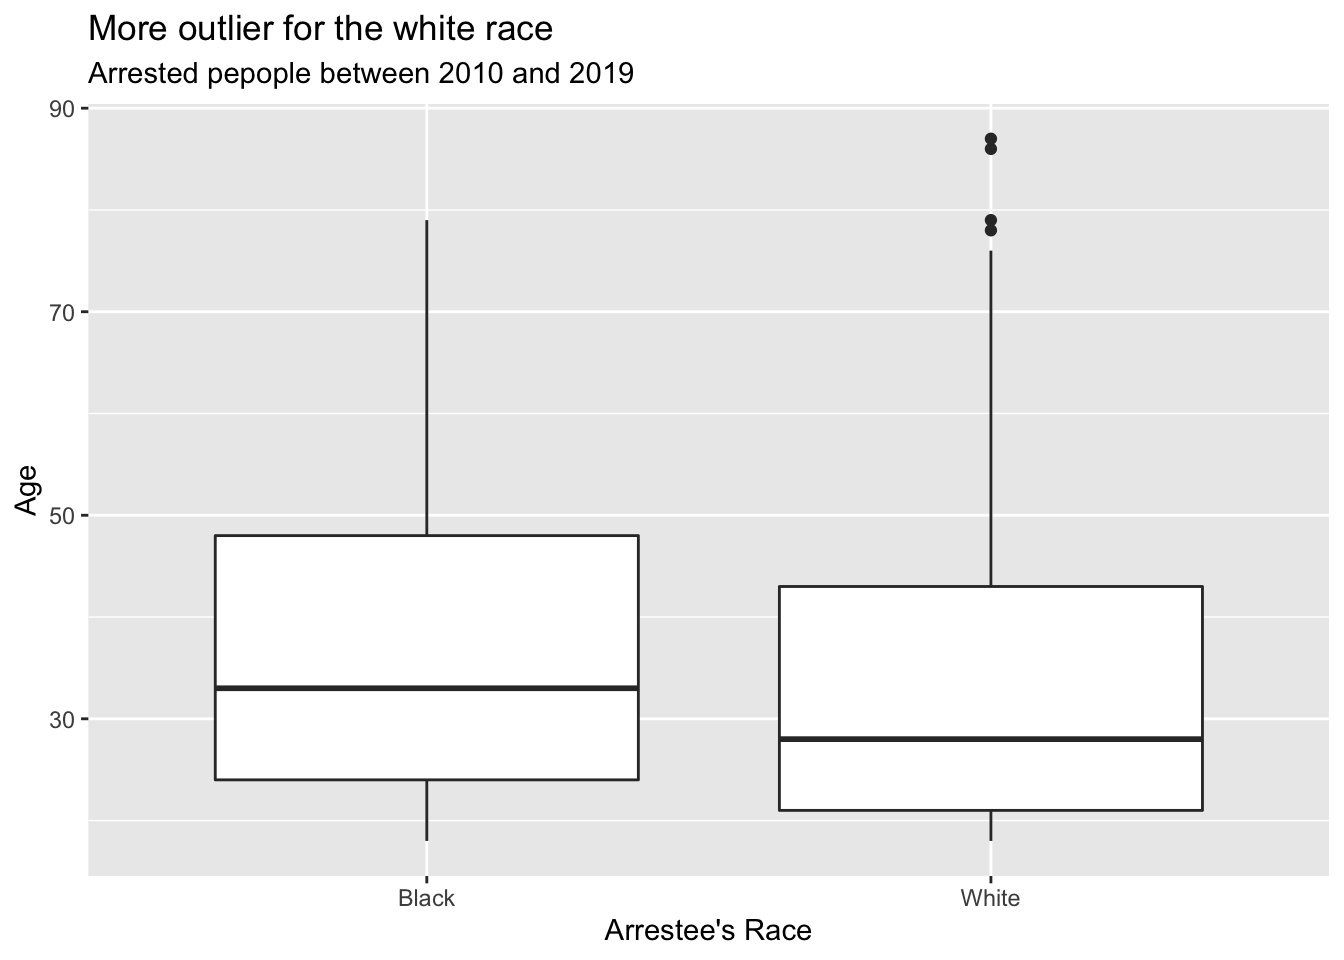 More outlier for the white race
Arrested pepople between 2010 and 2019
90
70
50
30
Age
Black White
Arrestee's Race